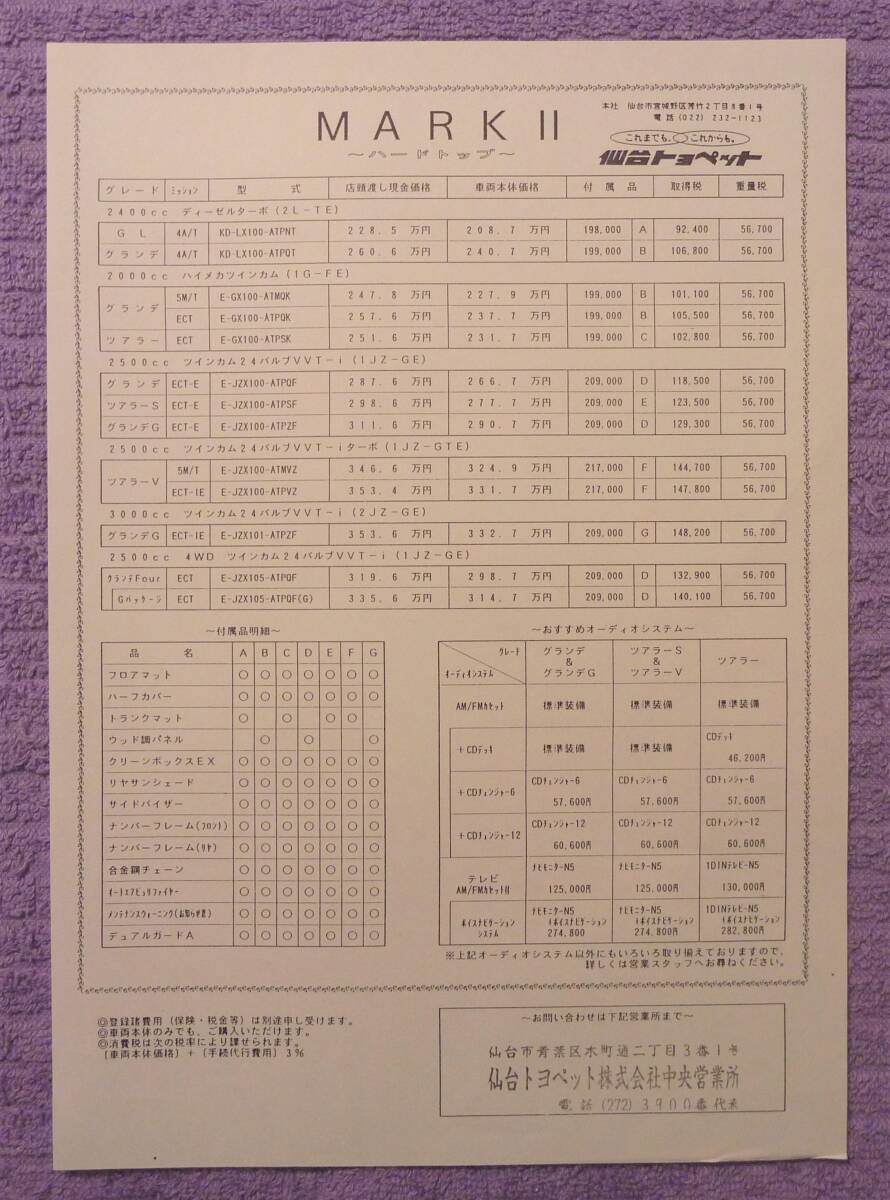 MARK II
～ハードトップ～
本社 仙台市宮城野区 2丁目8番1号
電話(022) 232-1123
これまでも、これからも。
仙台トヨペット
グレード ミッション 型式 店頭渡し現金価格 車両本体価格 付属品 取得税 重量税
2400cc ディーゼルターボ(2L-TE)
GL 4A/T KD-LX100-ATPNT 228.5万円 208.7万円 198,000 A 92,400 56,700
グランデ 4A/T KD-LX100-ATPQT 260.6万円 240.7万円 199,000 B 106,800 56,700
2000cc ハイメカツインカム(1G-FE)
グランデ 5M/T E-GX100-ATMQK 247.8万円 227.9万円 199,000 B 101,100 56,700
ECT E-GX100-ATPQK 257.6万円 237.7万円 199,000 B 105,500 56,700
ツアラー ECT E-GX100-ATPSK 251.6万円 231.7万円 199,000 C 102,800 56,700
2500cc ツインカム24バルブVVT-i(1JZ-GE)
グランデ ECT-E E-JZX100-ATPQF 287.6万円 266.7万円 209,000 D 118,500 56,700
ツアラーS ECT-E E-JZX100-ATPSF 298.6万円 277.7万円 209,000 E 123,500 56,700
グランデG ECT-E E-JZX100-ATPZF 311.6万円 290.7万円 209,000 D 129,300 56,700
2500cc ツインカム24バルブVVT-iターボ(1JZ-GTE)
ツアラーV 5M/T E-JZX100-ATMVZ 346.6万円 324.9万円 217,000 F 144,700 56,700
ECT-IE E-JZX100-ATPVZ 353.4万円 331.7万円 217,000 F 147,800 56,700
3000cc ツインカム24バルブVVT-i(2JZ-GE)
グランデG ECT-IE E-JZX101-ATPZF 353.6万円 332.7万円 209,000 G 148,200 56,700
2500cc 4WD ツインカム24バルブVVT-i(1JZ-GE)
グランデFour ECT E-JZX105-ATPQF 319.6万円 298.7万円 209,000 D 132,900 56,700
Gパッケージ ECT E-JZX105-ATPQF(G) 335.6万円 314.7万円 209,000 D 140,100 56,700
～付属品明細～
品名 A B C D E F G
フロアマット ○ ○ ○ ○ ○ ○ ○
ハーフカバー ○ ○ ○ ○ ○ ○ ○
トランクマット ○ ○ ○ ○
ウッド調パネル ○ ○ ○
クリーンボックスEX ○ ○ ○ ○ ○ ○ ○
リヤサンシェード ○ ○ ○ ○ ○ ○ ○
サイドバイザー ○ ○ ○ ○ ○ ○ ○
ナンバーフレーム(フロント) ○ ○ ○ ○ ○ ○ ○
ナンバーフレーム(リヤ) ○ ○ ○ ○ ○ ○ ○
合金鋼チェーン ○ ○ ○ ○ ○ ○ ○
オートエアピュリファイヤー ○ ○ ○ ○ ○ ○ ○
メンテナンスウォーニング(お知らせ君) ○ ○ ○ ○ ○ ○ ○
デュアルガードA ○ ○ ○ ○ ○ ○ ○
～おすすめオーディオシステム～
グレード グランデ ツアラーS ツアラー
& &
オーディオシステム グランデG ツアラーV
AM/FMカセット 標準装備 標準装備 標準装備
+CDデッキ 標準装備 標準装備 CDデッキ
46,200円
+CDチェンジャー6 CDチェンジャー6 CDチェンジャー6 CDチェンジャー6
57,600円 57,600円 57,600円
+CDチェンジャー12 CDチェンジャー12 CDチェンジャー12 CDチェンジャー12
60,600円 60,600円 60,600円
テレビ ナビモニター-N5 ナビモニター-N5 1DINテレビ-N5
AM/FMカセット付 125,000円 125,000円 130,000円
ボイスナビゲーションシステム ナビモニター-N5 ナビモニター-N5 1DINテレビ-N5
+ボイスナビゲーション +ボイスナビゲーション +ボイスナビゲーション
274,800 274,800 282,800円
※上記オーディオシステム以外にもいろいろ取り揃えておりますので、
詳しくは営業スタッフへお尋ねください。
◎登録諸費用(保険・税金等)は別途申し受けます。
◎車両本体のみでも、ご購入いただけます。
◎消費税は次の税率により課せられます。
(車両本体価格)+(手続代行費用)3%
～お問い合わせは下記営業所まで～
仙台市青葉区木町通二丁目3番1号
仙台トヨペット株式会社中央営業所
電話(272)3900番代表